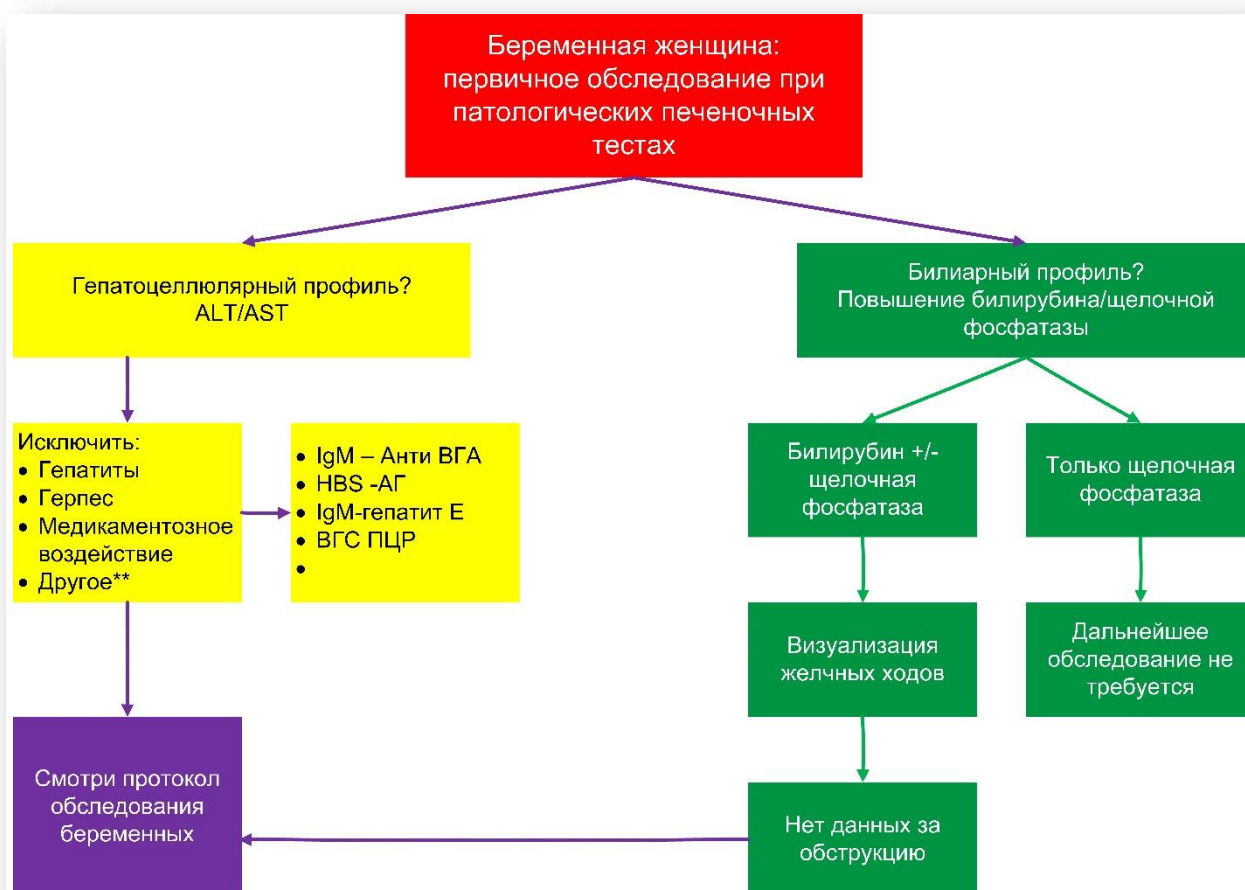 Беременная женщина:
первичное обследование при
патологических печеночных
тестах
Гепатоцеллюлярный профиль?
ALT/AST
Билиарный профиль?
Повышение билирубина/щелочной
фосфатазы
Исключить:
• Гепатиты
• Герпес
• Медикаментозное
воздействие
• Другое**
• IgM – Анти ВГА
• HBS -АГ
• IgM-гепатит Е
• ВГС ПЦР
•
Билирубин +/-
щелочная
фосфатаза
Только щелочная
фосфатаза
Визуализация
желчных ходов
Дальнейшее
обследование не
требуется
Смотри протокол
обследования
беременных
Нет данных за
обструкцию